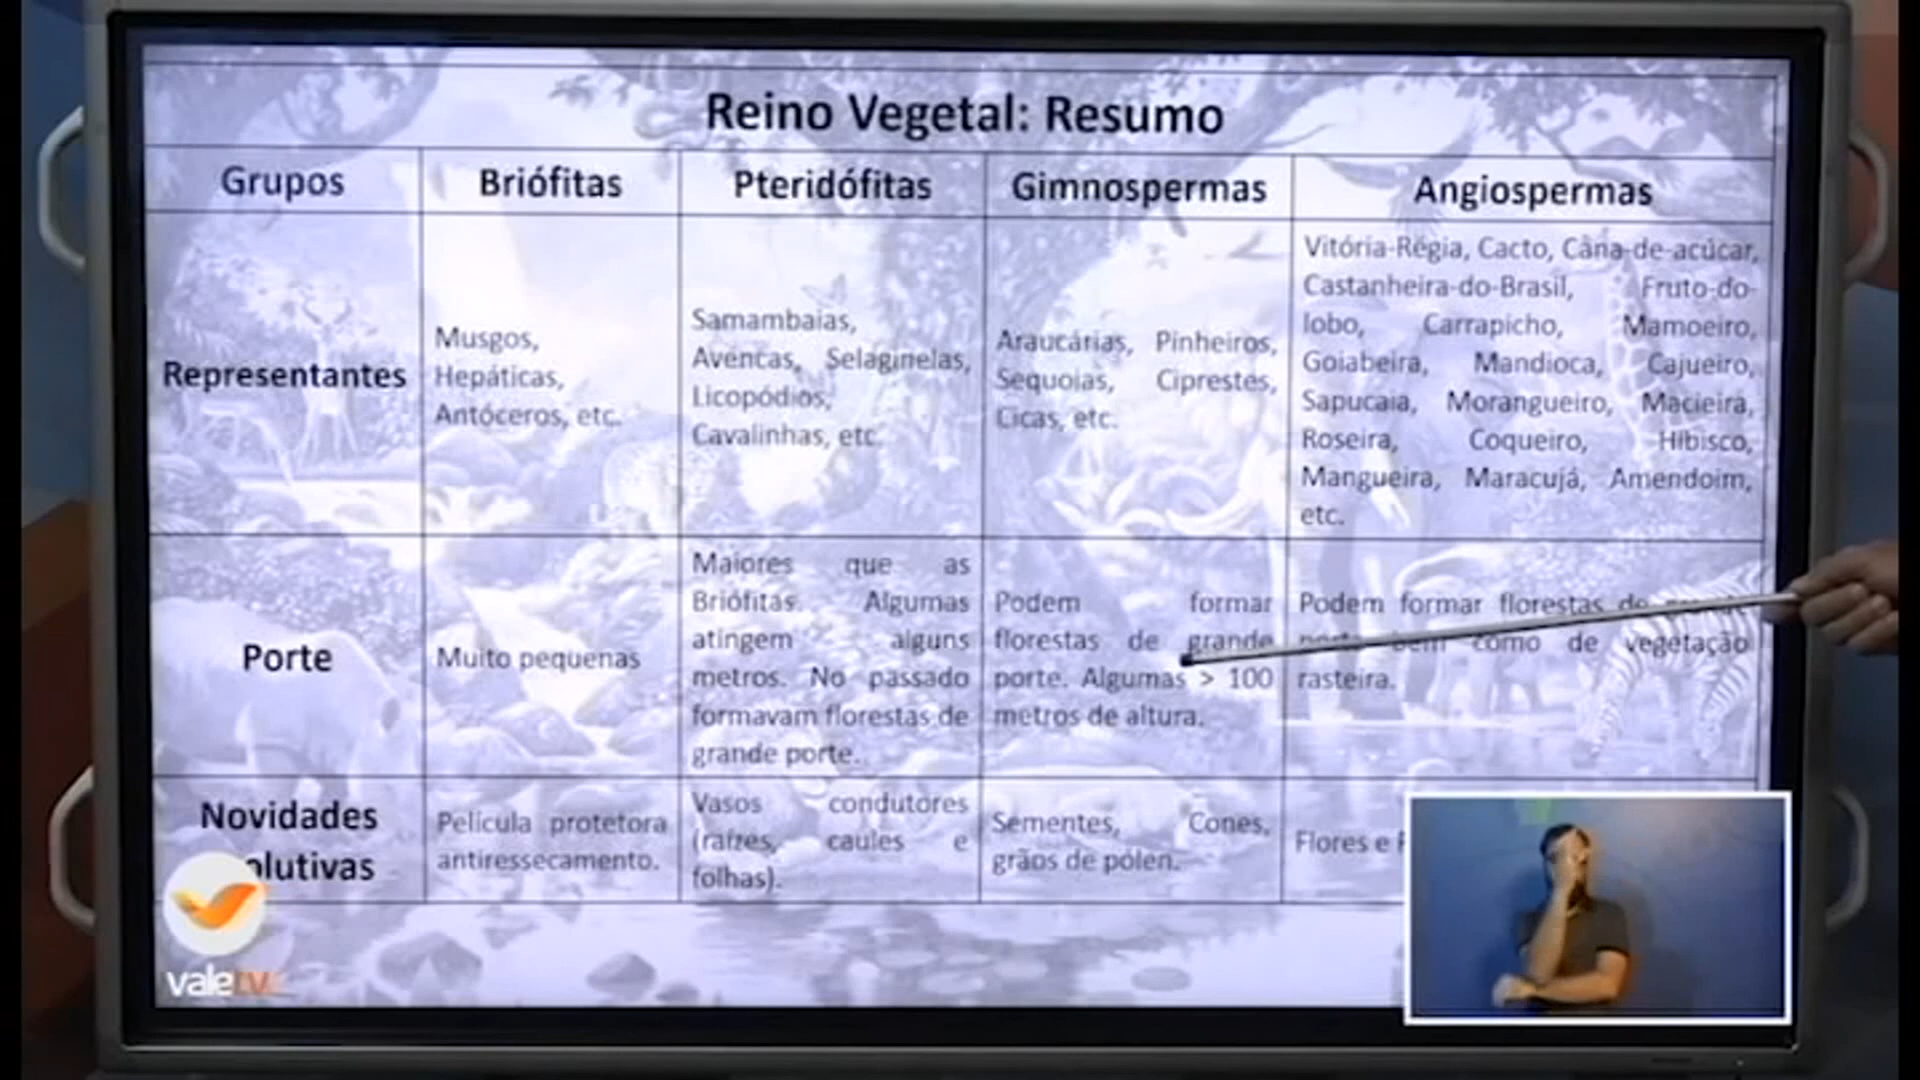 Reino Vegetal: Resumo
Grupos
Briófitas
Pteridófitas
Gimnospermas
Angiospermas
Representantes
Musgos,
Hepáticas,
Antóceros, etc.
Samambaias,
Avencas, Selaginelas,
Licopódios,
Cavalinhas, etc.
Araucárias, Pinheiros,
Sequoias, Ciprestes,
Cicas, etc.
Vitória-Régia, Cacto, Cana-de-acúcar,
Castanheira-do-Brasil, Fruto-do-
lobo, Carrapicho, Mamoeiro,
Goiabeira, Mandioca, Cajueiro,
Sapucaia, Morangueiro, Macieira,
Roseira, Coqueiro, Hibisco,
Mangueira, Maracujá, Amendoim,
etc.
Porte
Muito pequenas
Maiores que as
Briófitas. Algumas
atingem alguns
metros. No passado
formavam florestas de
grande porte.
Podem formar
florestas de grande
porte. Algumas > 100
metros de altura.
Podem formar florestas de
bem como de vegetação
rasteira.
Novidades
olutivas
Película protetora
antiressecamento.
Vasos condutores
(raízes, caules e
folhas).
Sementes, Cones,
grãos de pólen.
Flores e
valetv